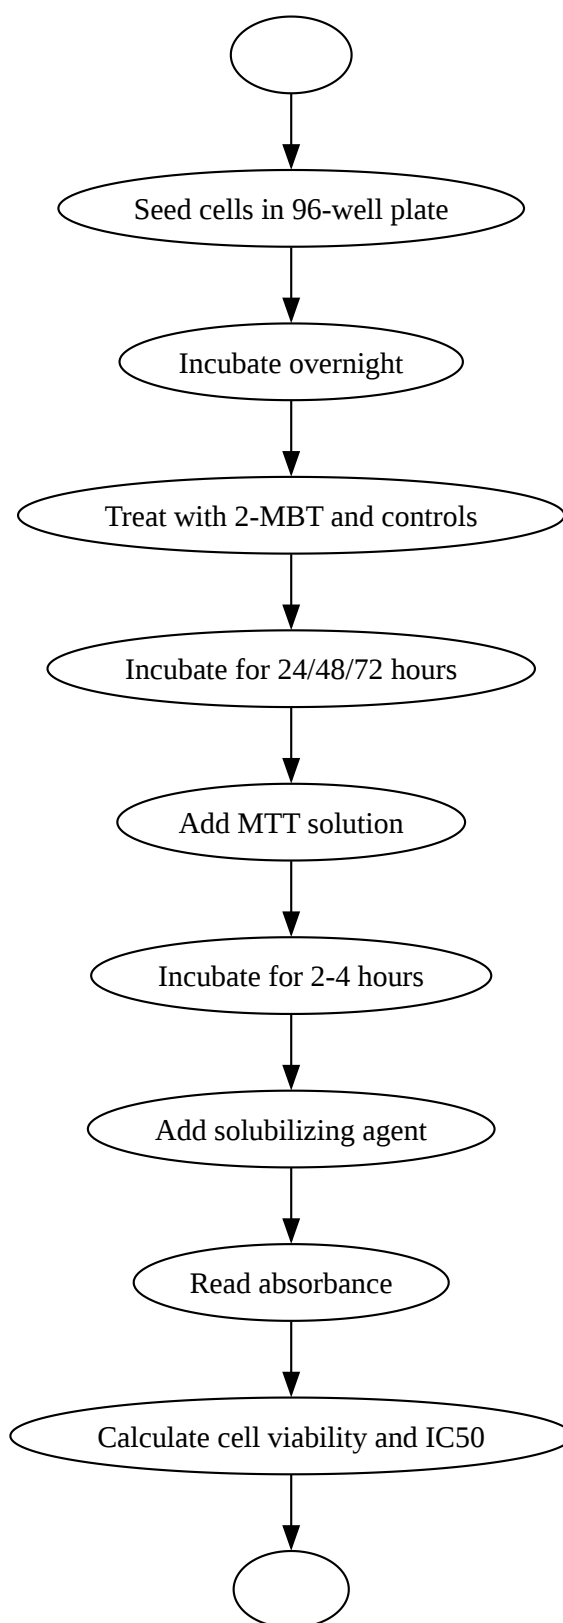 Seed cells in 96-well plate
Incubate overnight
Treat with 2-MBT and controls
Incubate for 24/48/72 hours
Add MTT solution
Incubate for 2-4 hours
Add solubilizing agent
Read absorbance
Calculate cell viability and IC50